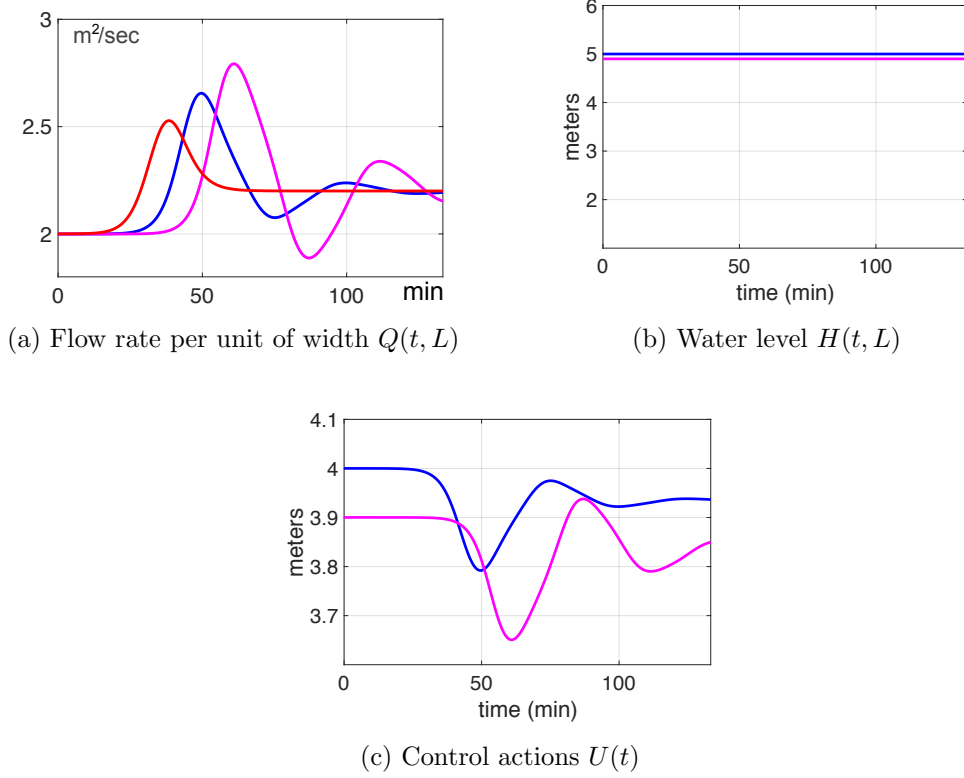 3
m²/sec
2.5
2
0
50
100
min
(a) Flow rate per unit of width Q(t, L)
6
5
4
3
2
meters
0
50
100
time (min)
(b) Water level H(t, L)
4.1
4
3.9
3.8
3.7
meters
0
50
100
time (min)
(c) Control actions U(t)